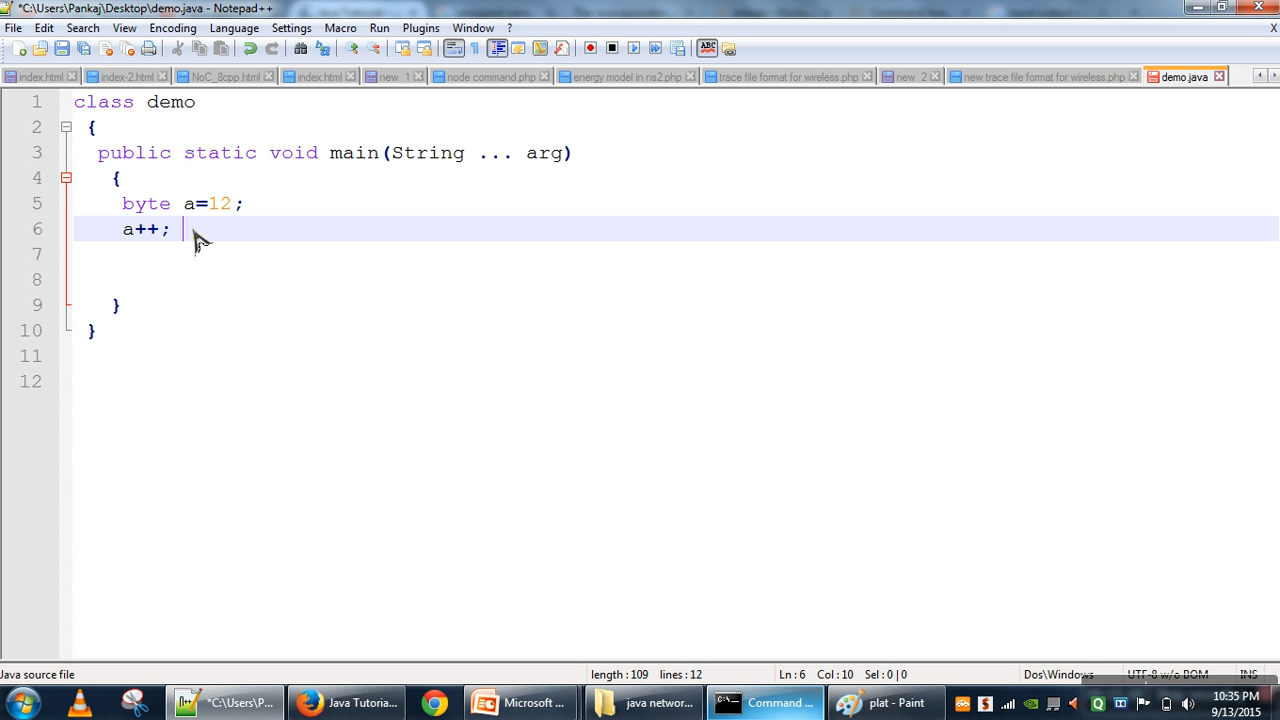 *C:\Users\Pankaj\Desktop\demo.java - Notepad++
File Edit Search View Encoding Language Settings Macro Run Plugins Window ? X
index.html index-2.html NoC_8cpp.html index.html new 1 node command.php energy model in ns2.php trace file format for wireless.php new 2 new trace file format for wireless.php demo.java
1 class demo
2 {
3 public static void main(String ... arg)
4 {
5 byte a=12;
6 a++;
7
8
9 }
10 }
11
12
Java source file length : 109 lines : 12 Ln : 6 Col : 10 Sel : 0 | 0 Dos\Windows UTF-8 w/o BOM INS
*C:\Users\P... Java Tutoria... Microsoft ... java networ... Command ... plat - Paint 10:35 PM
9/13/2015